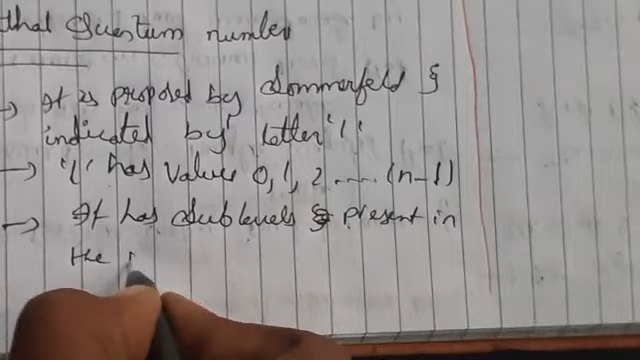 thal Quantum number
→ It is proposed by Sommerfeld &
indicated by letter 'l'
→ 'l' has values 0, 1, 2 ..... (n-1)
→ It has Sublevels present in
the